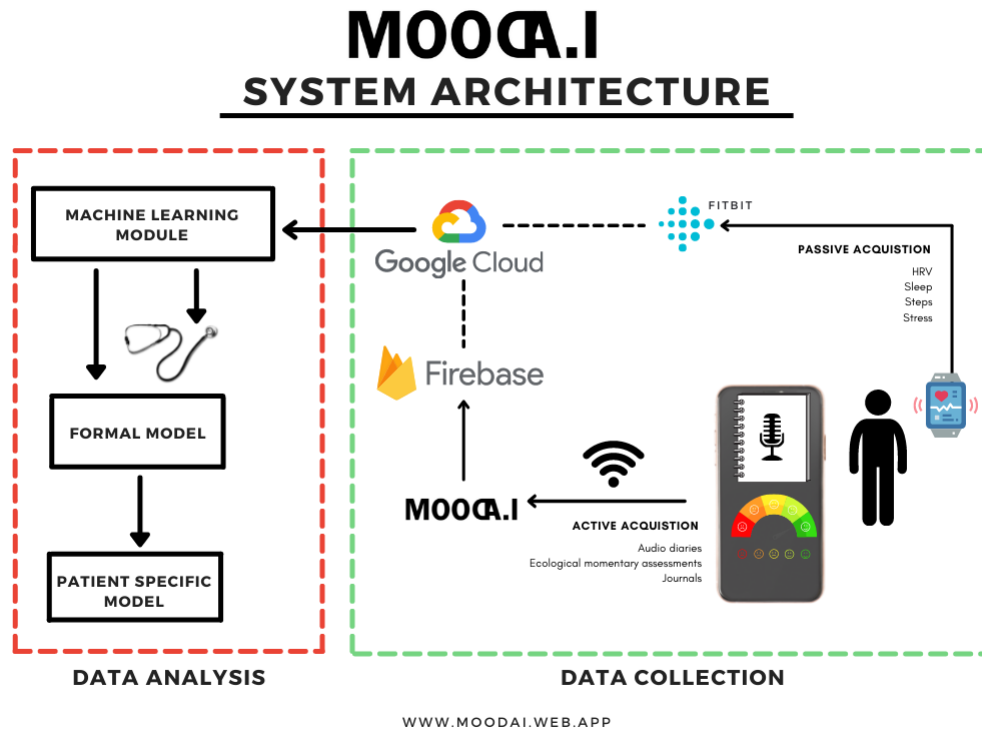 MOODA.I
SYSTEM ARCHITECTURE
MACHINE LEARNING
MODULE
FORMAL MODEL
PATIENT SPECIFIC
MODEL
DATA ANALYSIS
Google Cloud
FITBIT
PASSIVE ACQUISTION
HRV
Sleep
Steps
Stress
Firebase
MOODA.I
ACTIVE ACQUISTION
Audio diaries
Ecological momentary assessments
Journals
DATA COLLECTION
WWW.MOODAI.WEB.APP